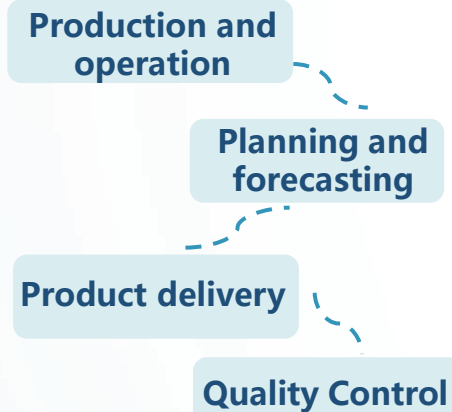 Production and
operation
Planning and
forecasting
Product delivery
Quality Control